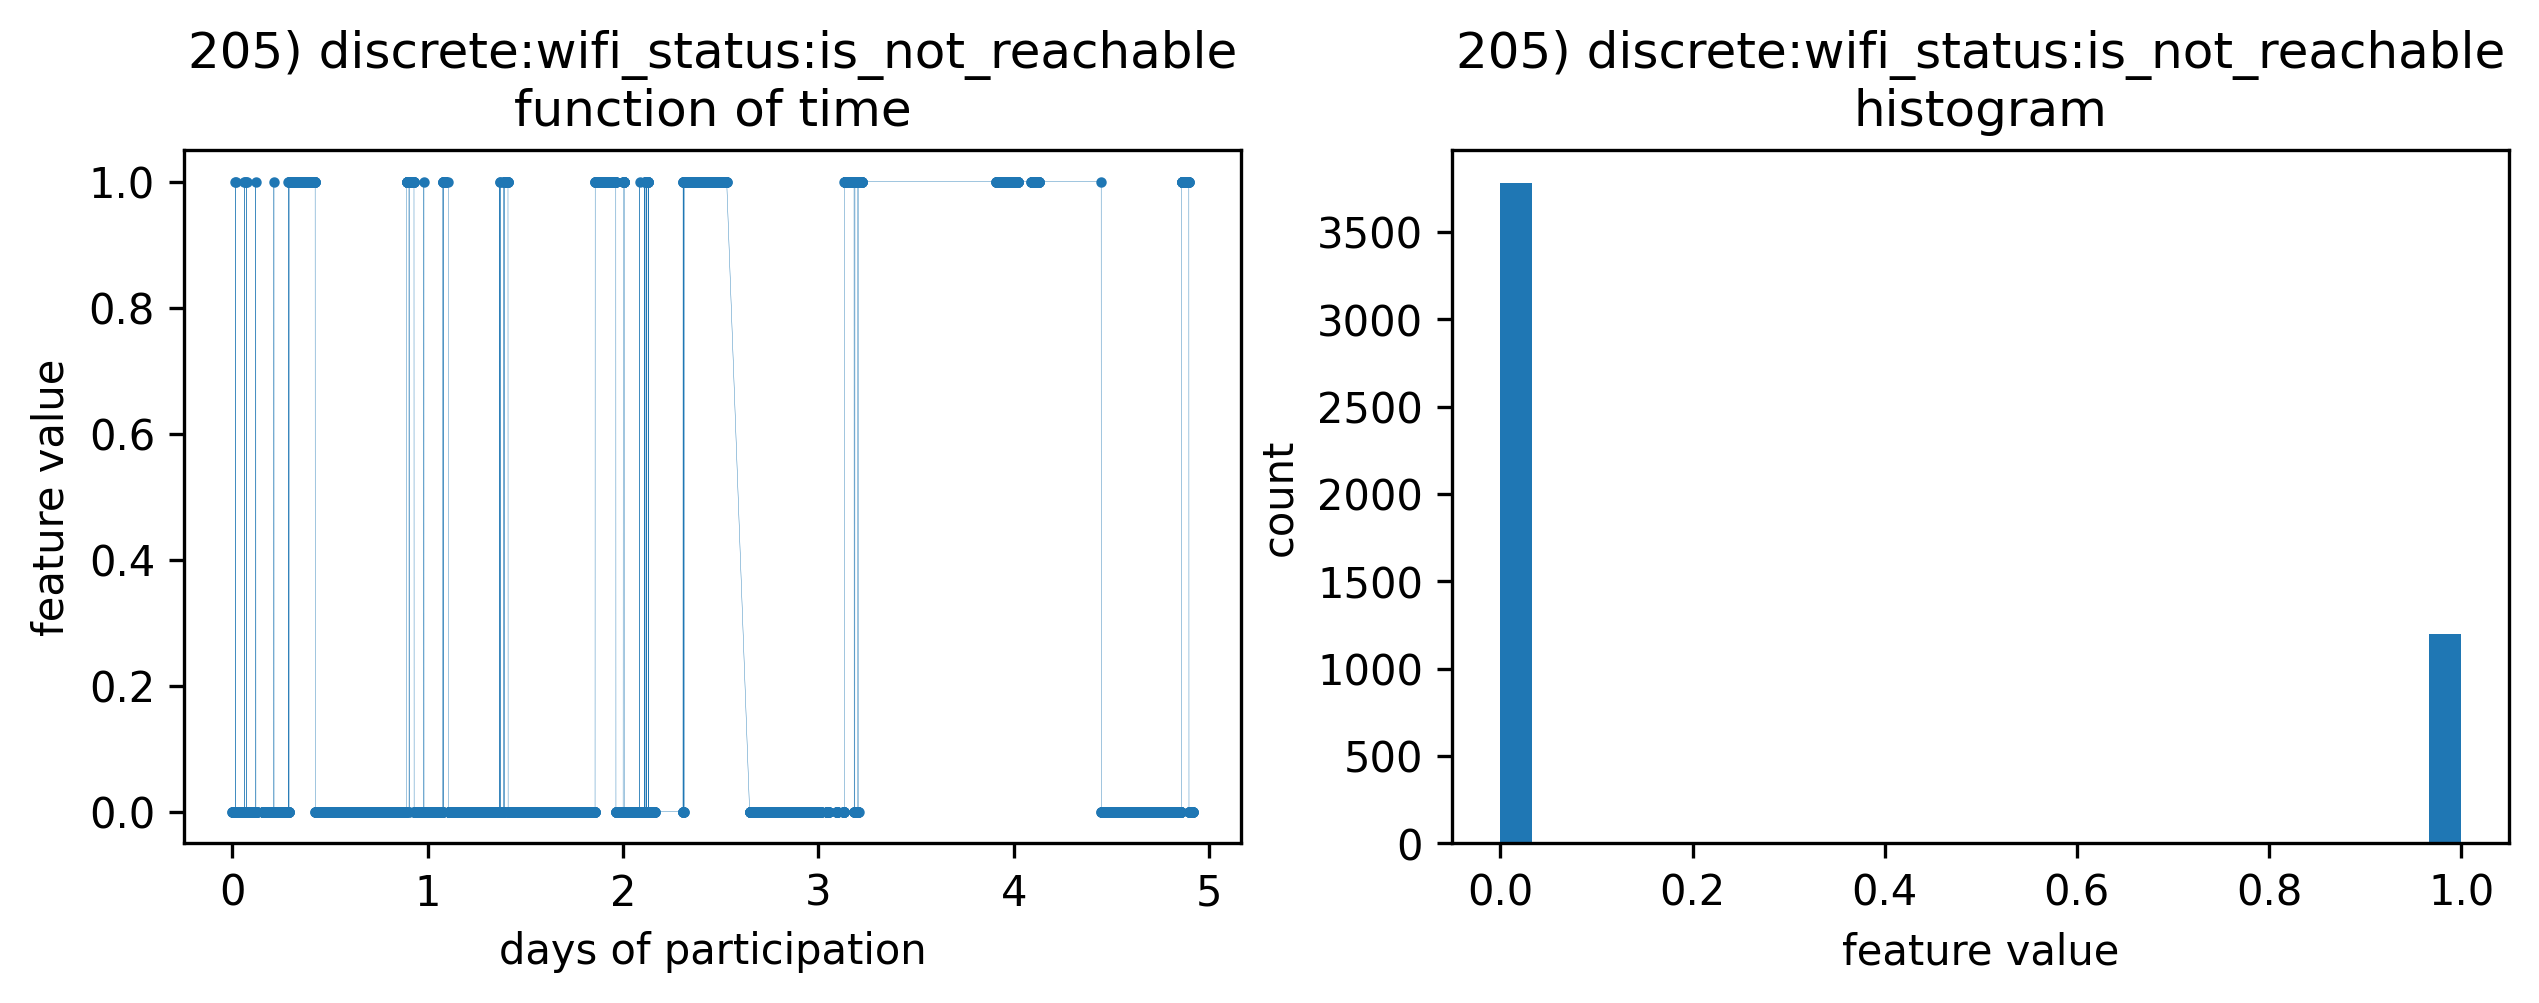 205) discrete:wifi_status:is_not_reachable
function of time
1.0
0.8
0.6
0.4
0.2
0.0
feature value
0 1 2 3 4 5
days of participation
205) discrete:wifi_status:is_not_reachable
histogram
3500
3000
2500
2000
1500
1000
500
0
count
0.0 0.2 0.4 0.6 0.8 1.0
feature value